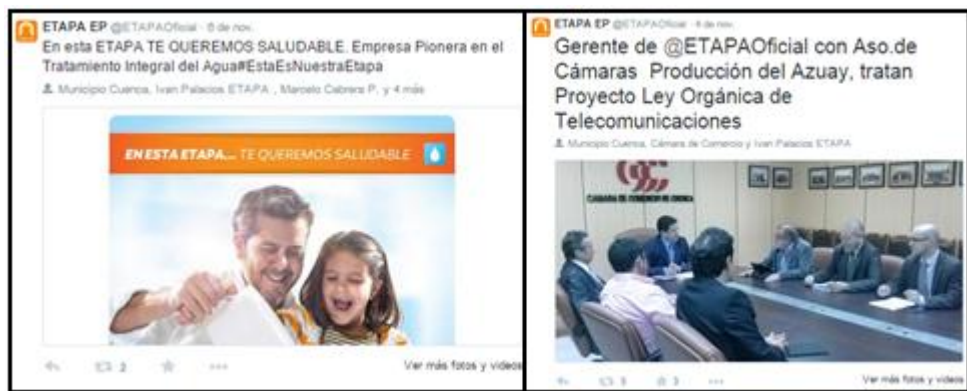 ETAPA EP @ETAPAOficial · 6 de nov.
En esta ETAPA TE QUEREMOS SALUDABLE. Empresa Pionera en el
Tratamiento Integral del Agua#EstaEsNuestraEtapa
Municipio Cuenca, Ivan Palacios ETAPA , Marcelo Cabrera P. y 4 más
EN ESTA ETAPA... TE QUEREMOS SALUDABLE
2
Ver más fotos y videos
ETAPA EP @ETAPAOficial · 4 de nov.
Gerente de @ETAPAOficial con Aso.de
Cámaras Producción del Azuay, tratan
Proyecto Ley Orgánica de
Telecomunicaciones
Municipio Cuenca, Cámara de Comercio y Ivan Palacios ETAPA
CAMARA DE COMERCIO DE CUENCA
3
Ver más fotos y videos